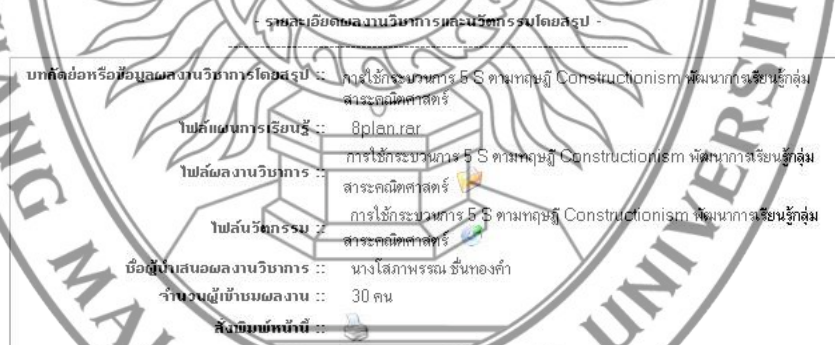 - รายละเอียดผลงานวิชาการและนวัตกรรมโดยสรุป -
บทคัดย่อหรือข้อมูลผลงานวิชาการโดยสรุป :: การใช้กระบวนการ 5 S ตามทฤษฎี Constructionism พัฒนาการเรียนรู้กลุ่ม
สาระคณิตศาสตร์
ไฟล์แผนการเรียนรู้ :: 8plan.rar
ไฟล์ผลงานวิชาการ :: การใช้กระบวนการ 5 S ตามทฤษฎี Constructionism พัฒนาการเรียนรู้กลุ่ม
สาระคณิตศาสตร์
ไฟล์นวัตกรรม :: การใช้กระบวนการ 5 S ตามทฤษฎี Constructionism พัฒนาการเรียนรู้กลุ่ม
สาระคณิตศาสตร์
ชื่อผู้นำเสนอผลงานวิชาการ :: นางโสภาพรรณ ชื่นทองคำ
จำนวนผู้เข้าชมผลงาน :: 30 คน
สั่งพิมพ์หน้านี้ ::